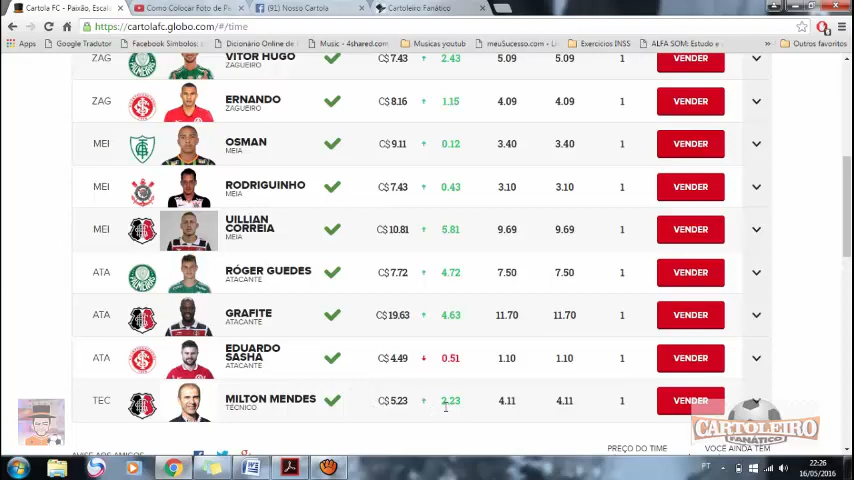 Cartola FC - Paixão, Escala
Como Colocar Foto de P
(91) Nosso Cartola
Cartoleiro Fanático
https://cartolafc.globo.com/#/time
Apps Google Tradutor Facebook Simbolos: Dicionário Online de Music - 4shared.com Musicas youtub meuSucesso.com - Log Exercicios INSS ALFA SOM: Estudo e » Outros favoritos
ZAG VITOR HUGO C$ 7.43 2.43 5.09 5.09 1 VENDER
ZAGUEIRO
ZAG ERNANDO C$ 8.16 1.15 4.09 4.09 1 VENDER
ZAGUEIRO
MEI OSMAN C$ 9.11 0.12 3.40 3.40 1 VENDER
MEIA
MEI RODRIGUINHO C$ 7.43 0.43 3.10 3.10 1 VENDER
MEIA
MEI UILLIAN CORREIA C$ 10.81 5.81 9.69 9.69 1 VENDER
MEIA
ATA RÓGER GUEDES C$ 7.72 4.72 7.50 7.50 1 VENDER
ATACANTE
ATA GRAFITE C$ 19.63 4.63 11.70 11.70 1 VENDER
ATACANTE
ATA EDUARDO SASHA C$ 4.49 0.51 1.10 1.10 1 VENDER
ATACANTE
TEC MILTON MENDES C$ 5.23 2.23 4.11 4.11 1 VENDER
TÉCNICO
CARTOLEIRO
FANÁTICO
AVISE AOS AMIGOS PREÇO DO TIME VOCÊ AINDA TEM
PT 22:26
16/05/2016